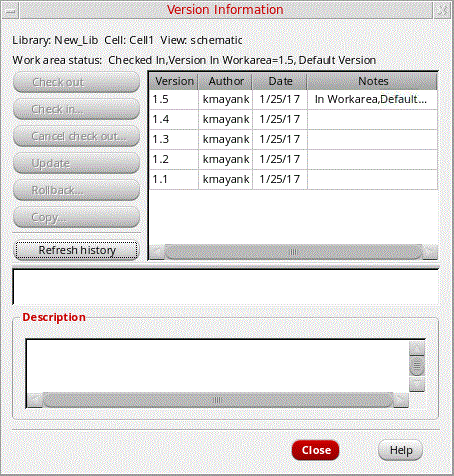 Version Information
Library: New_Lib Cell: Cell1 View: schematic
Work area status: Checked In,Version In Workarea=1.5, Default Version
Check out
Check in...
Cancel check out...
Update
Rollback...
Copy...
Refresh history
Version Author Date Notes
1.5 kmayank 1/25/17 In Workarea,Default...
1.4 kmayank 1/25/17
1.3 kmayank 1/25/17
1.2 kmayank 1/25/17
1.1 kmayank 1/25/17
Description
Close Help